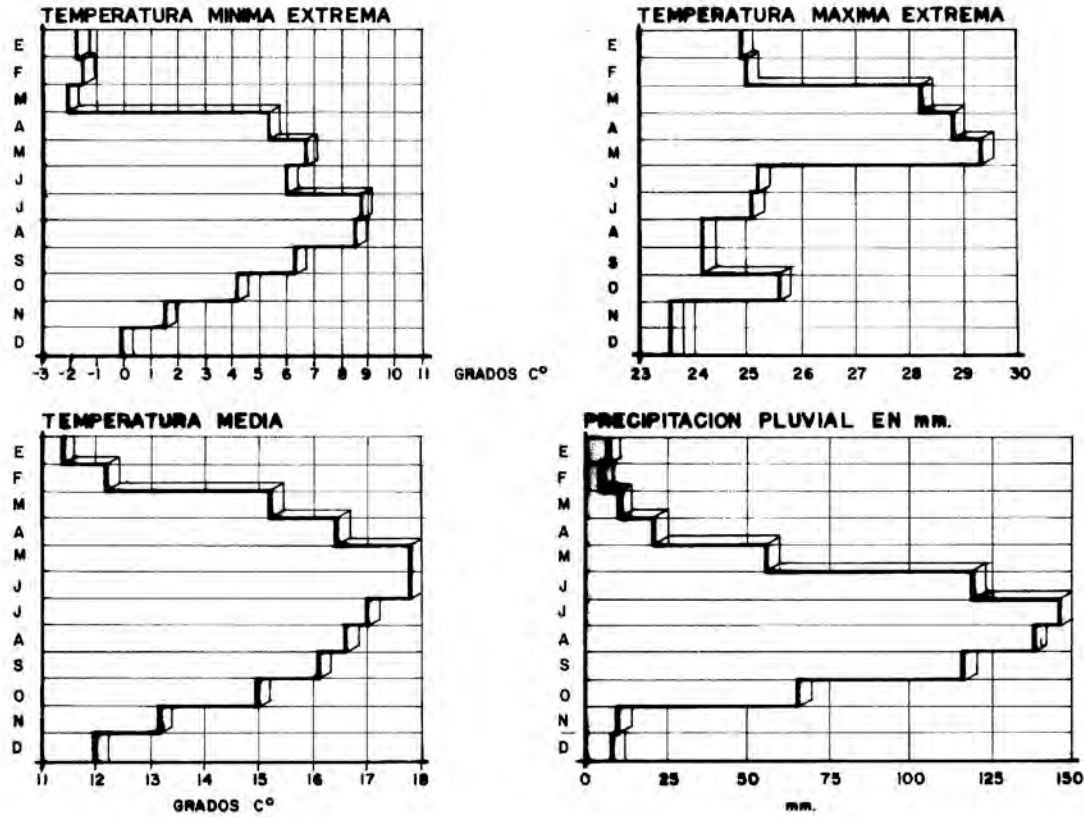 TEMPERATURA MINIMA EXTREMA
E
F
M
A
M
J
J
A
S
O
N
D
-3 -2 -1 0 1 2 3 4 5 6 7 8 9 10 11 GRADOS Cº
TEMPERATURA MAXIMA EXTREMA
E
F
M
A
M
J
J
A
S
O
N
D
23 24 25 26 27 28 29 30
TEMPERATURA MEDIA
E
F
M
A
M
J
J
A
S
O
N
D
11 12 13 14 15 16 17 18
GRADOS Cº
PRECIPITACION PLUVIAL EN mm.
E
F
M
A
M
J
J
A
S
O
N
D
0 50 75 100 125 150
mm.